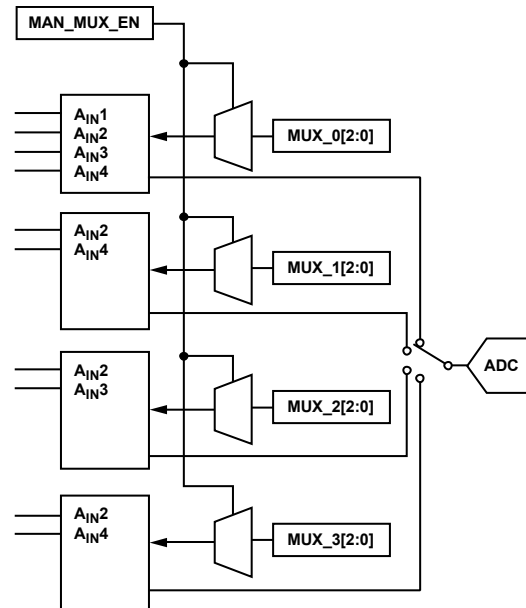 MAN_MUX_EN
AIN1
AIN2
AIN3
AIN4
MUX_0[2:0]
AIN2
AIN4
MUX_1[2:0]
ADC
AIN2
AIN3
MUX_2[2:0]
AIN2
AIN4
MUX_3[2:0]